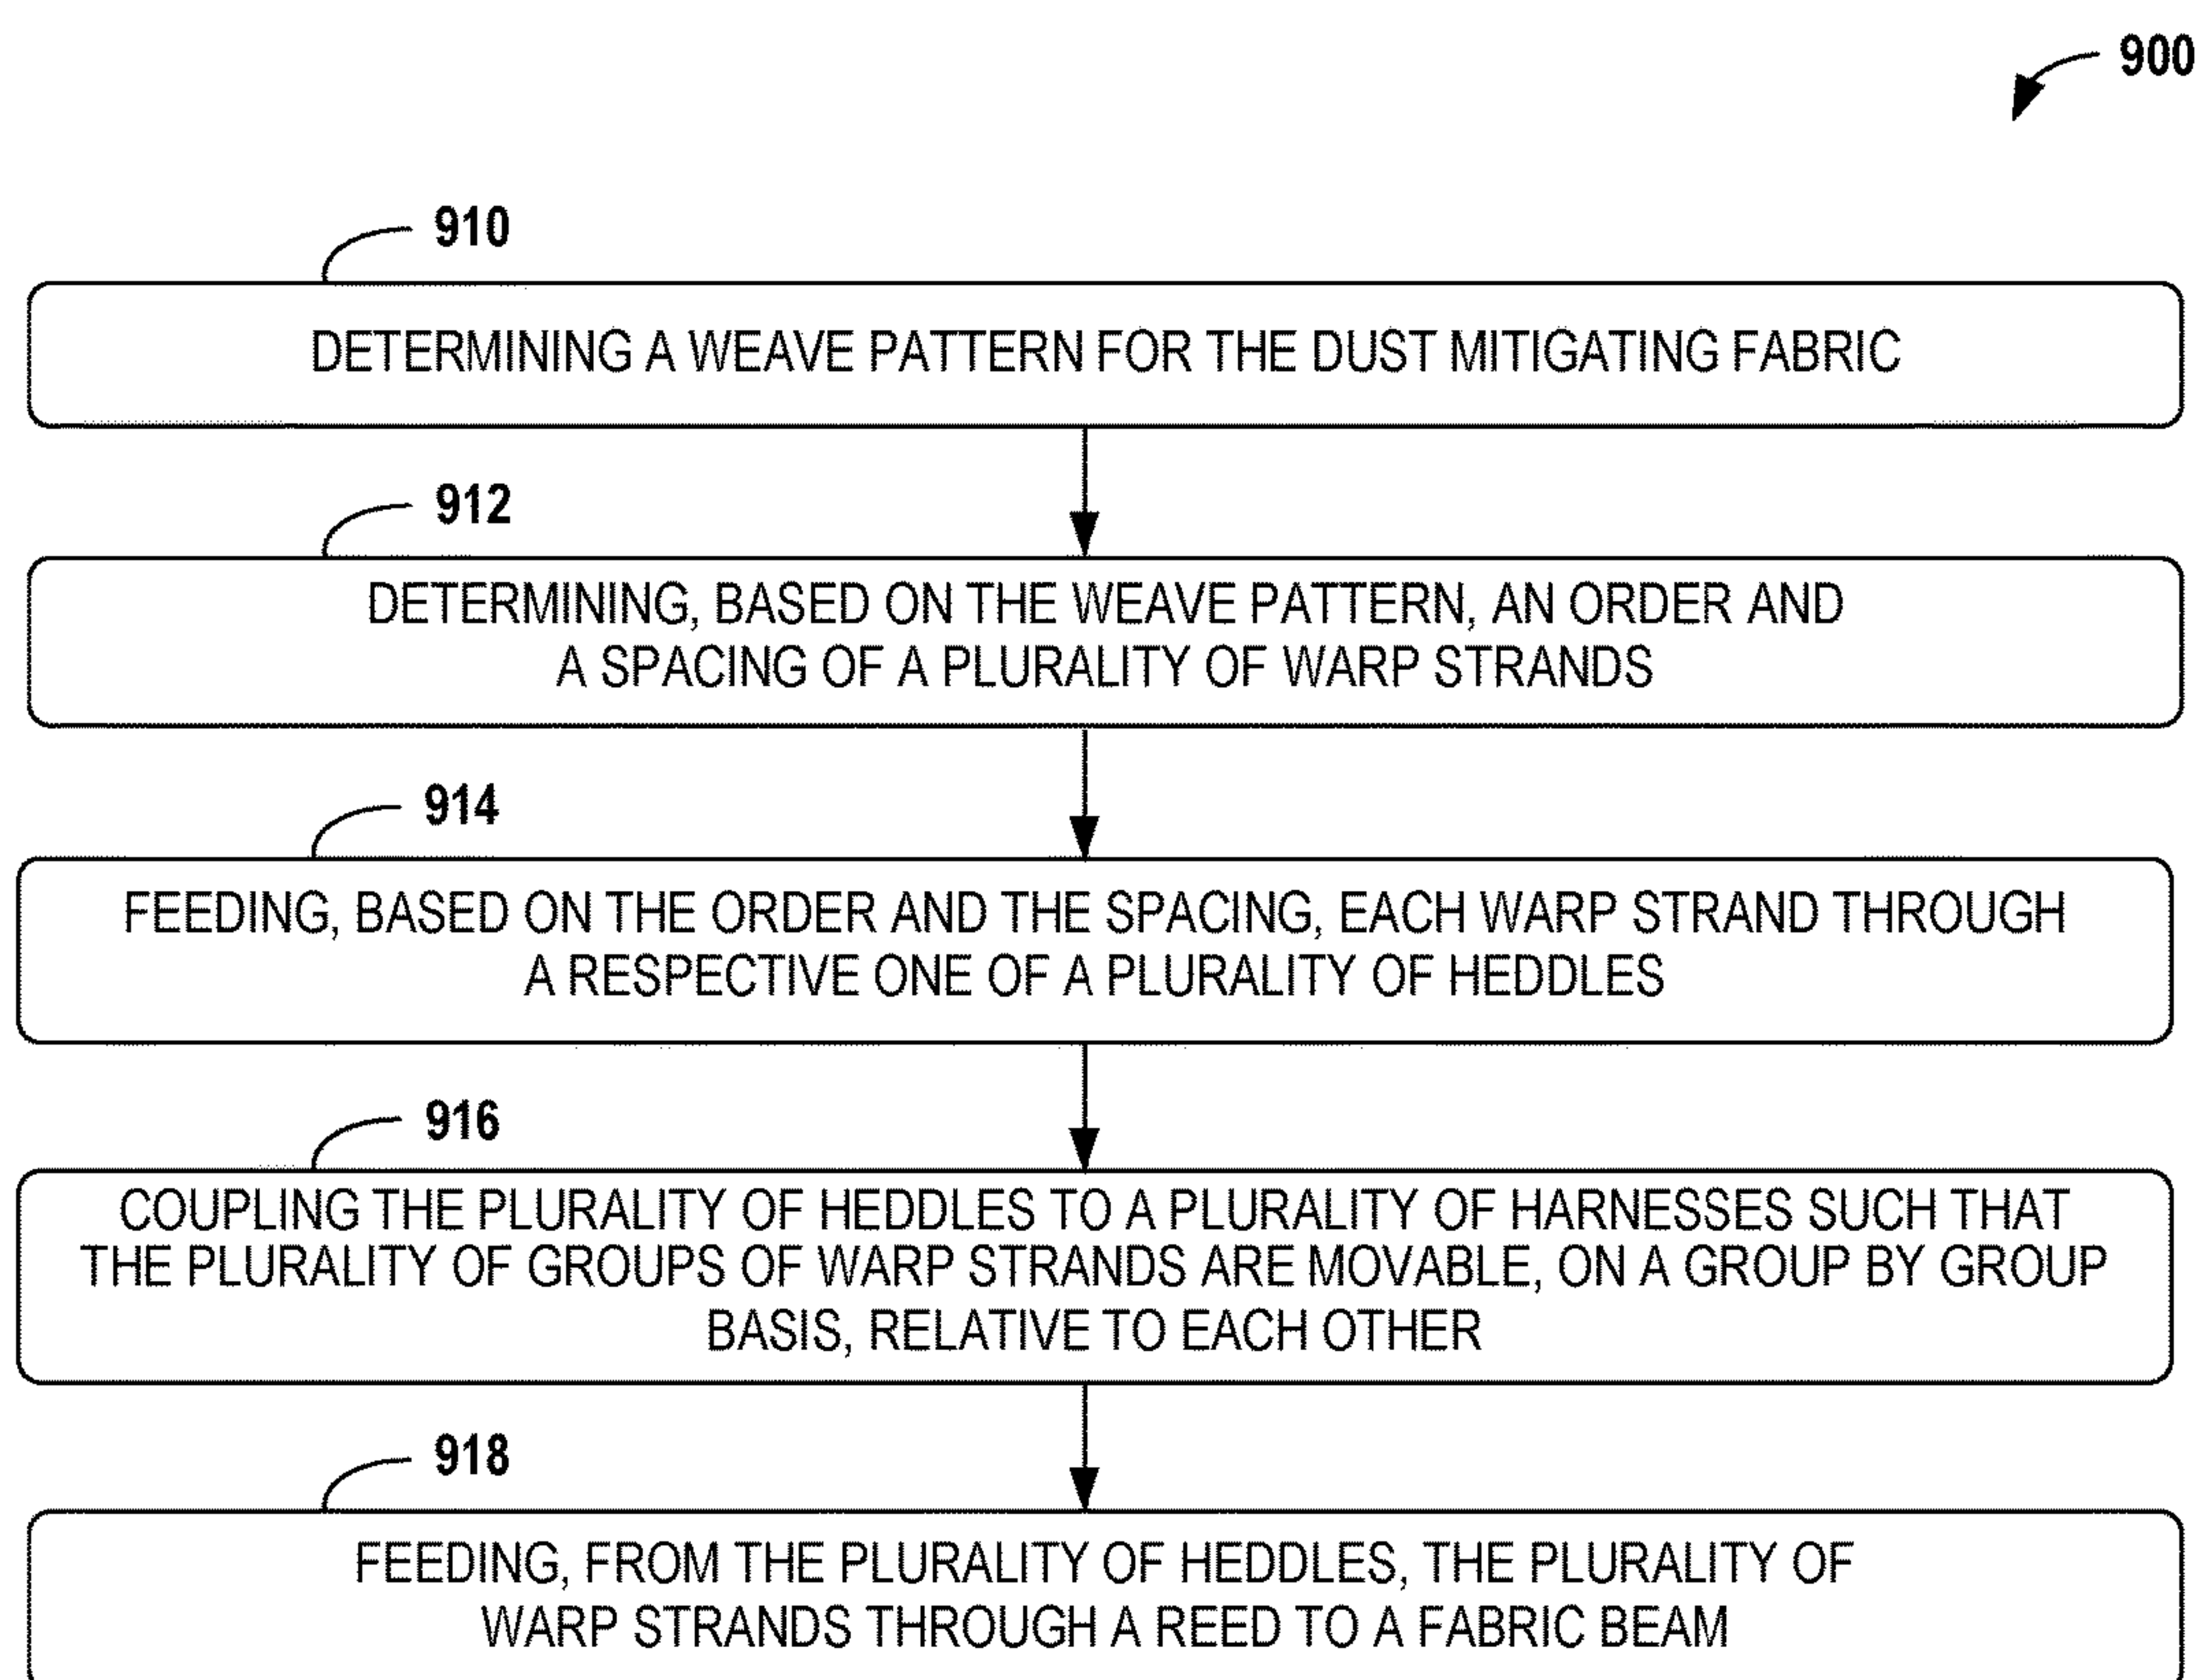 900
910
DETERMINING A WEAVE PATTERN FOR THE DUST MITIGATING FABRIC
912
DETERMINING, BASED ON THE WEAVE PATTERN, AN ORDER AND
A SPACING OF A PLURALITY OF WARP STRANDS
914
FEEDING, BASED ON THE ORDER AND THE SPACING, EACH WARP STRAND THROUGH
A RESPECTIVE ONE OF A PLURALITY OF HEDDLES
916
COUPLING THE PLURALITY OF HEDDLES TO A PLURALITY OF HARNESSES SUCH THAT
THE PLURALITY OF GROUPS OF WARP STRANDS ARE MOVABLE, ON A GROUP BY GROUP
BASIS, RELATIVE TO EACH OTHER
918
FEEDING, FROM THE PLURALITY OF HEDDLES, THE PLURALITY OF
WARP STRANDS THROUGH A REED TO A FABRIC BEAM